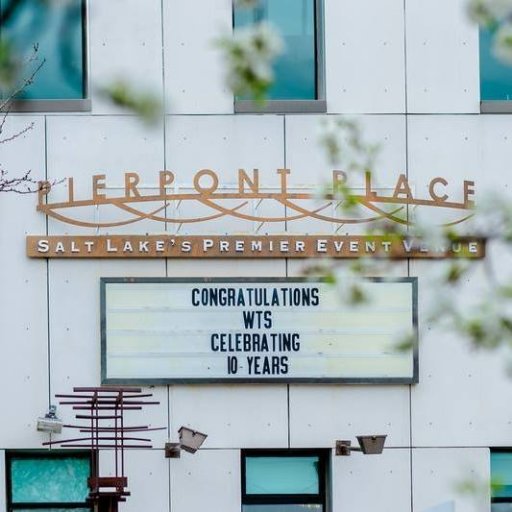 PIERPONT PLACE
SALT LAKE'S PREMIER EVENT VENUE
CONGRATULATIONS
WTS
CELEBRATING
10 YEARS